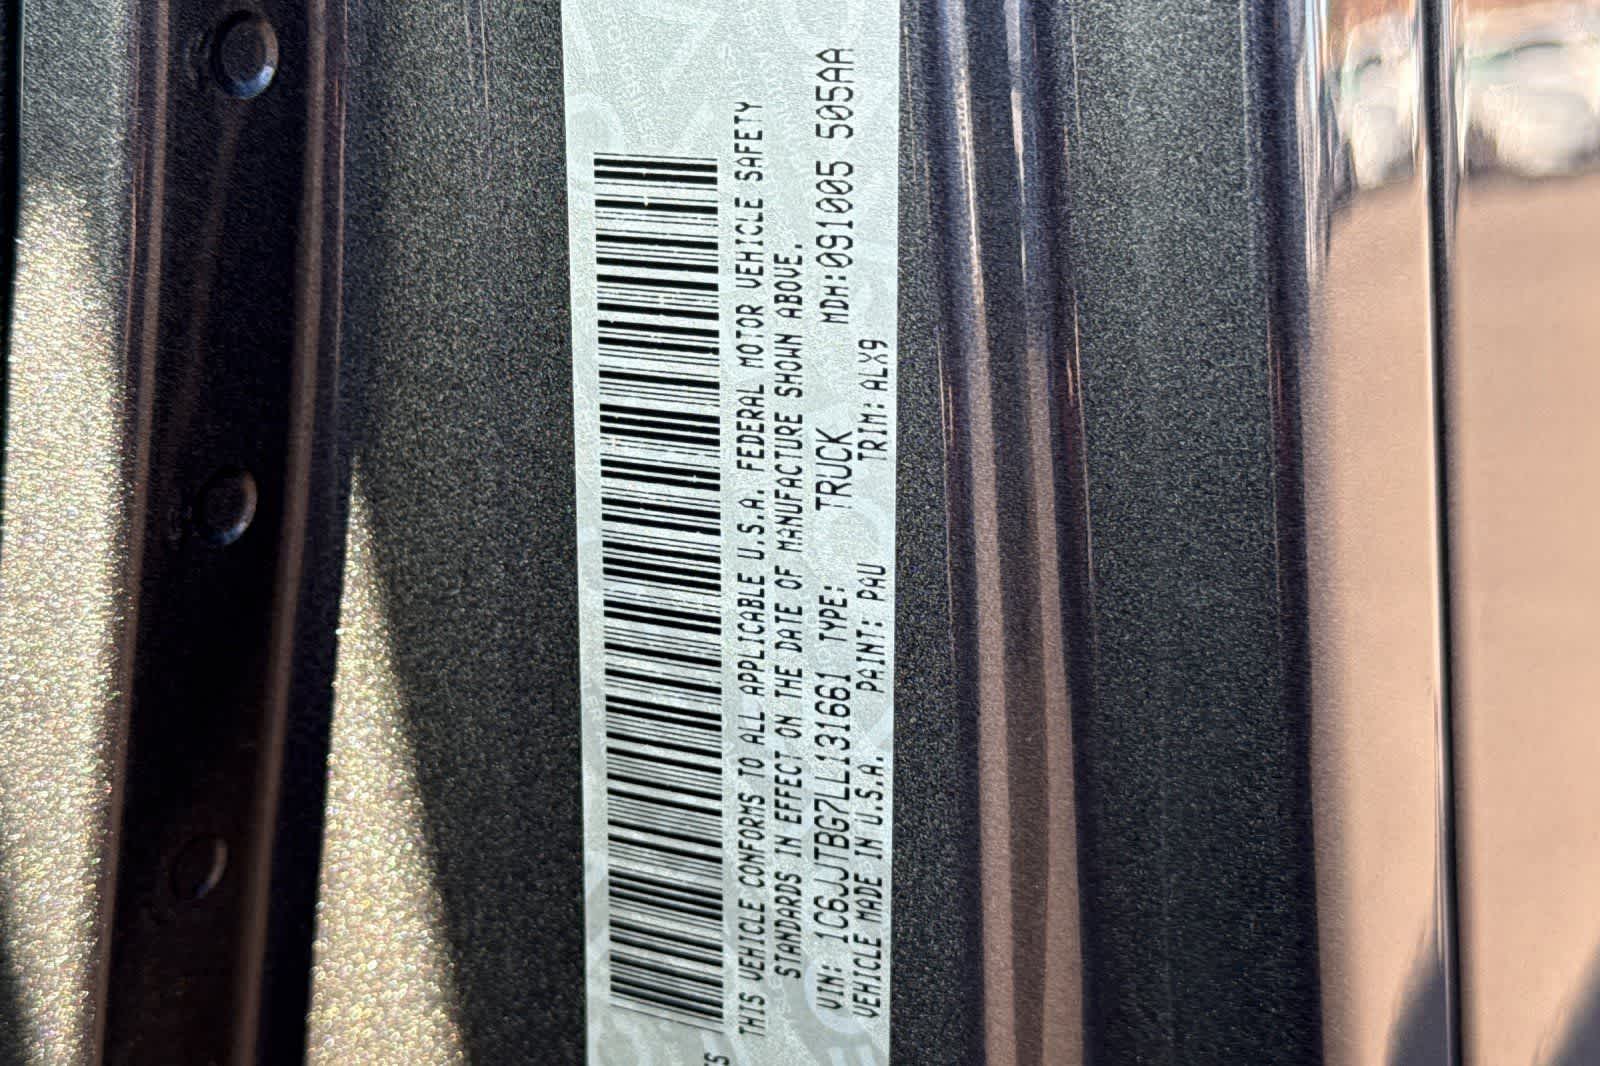 THIS VEHICLE CONFORMS TO ALL APPLICABLE U.S.A. FEDERAL MOTOR VEHICLE SAFETY
STANDARDS IN EFFECT ON THE DATE OF MANUFACTURE SHOWN ABOVE.
VIN: 1C6JJTBG7LL131661 TYPE: TRUCK MDH:091005 505AA
VEHICLE MADE IN U.S.A. PAINT: PAU TRIM: ALX9